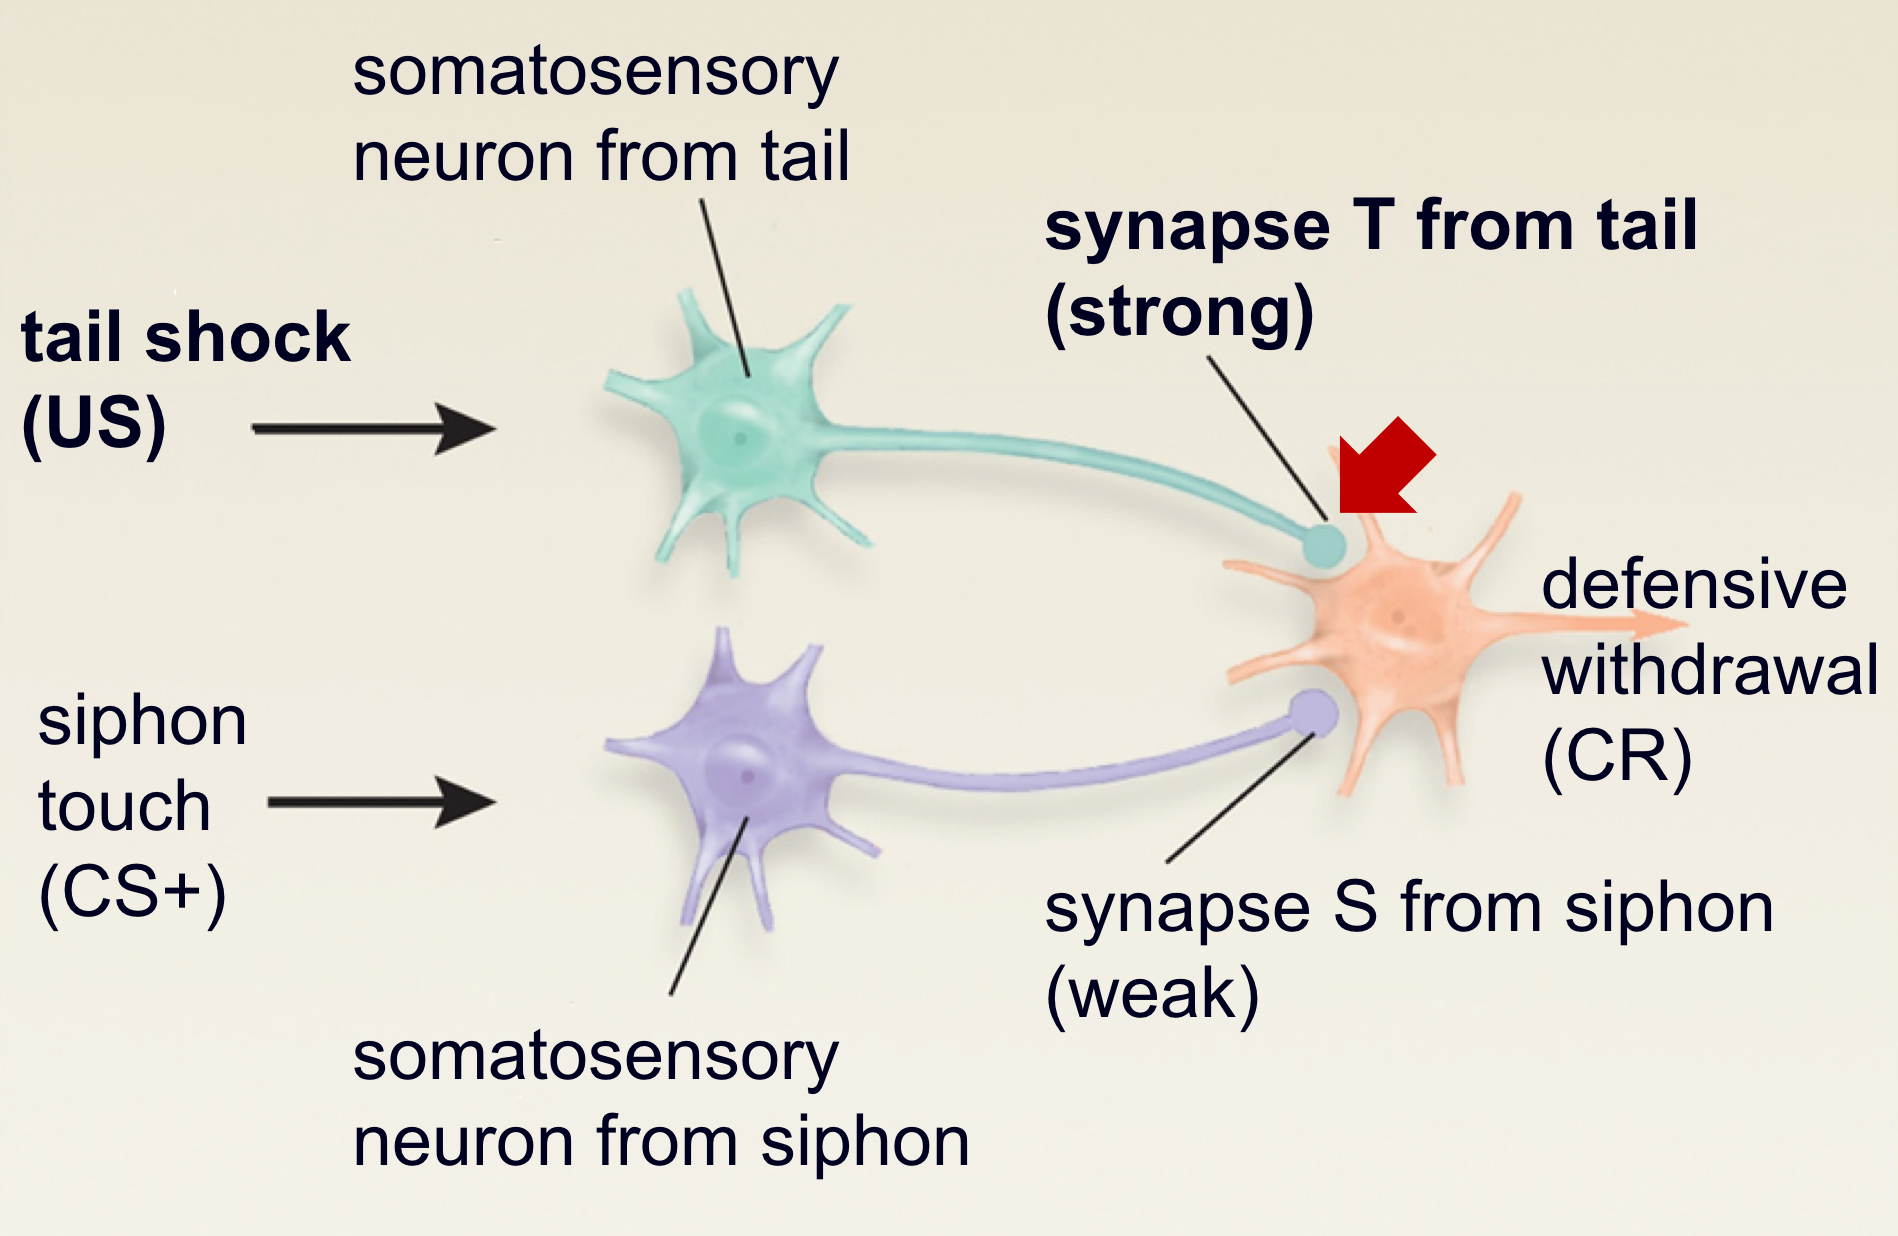 somatosensory
neuron from tail
synapse T from tail
(strong)
tail shock
(US)
defensive
withdrawal
(CR)
siphon
touch
(CS+)
synapse S from siphon
(weak)
somatosensory
neuron from siphon